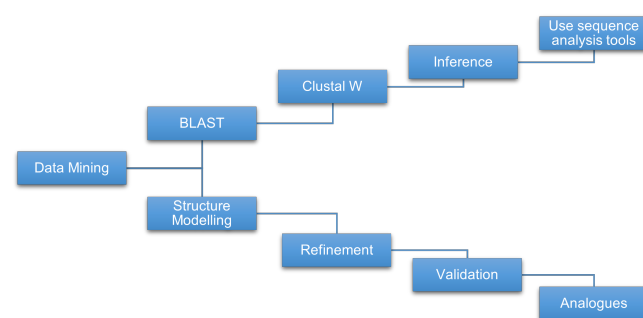 Use sequence
analysis tools
Inference
Clustal W
BLAST
Data Mining
Structure
Modelling
Refinement
Validation
Analogues